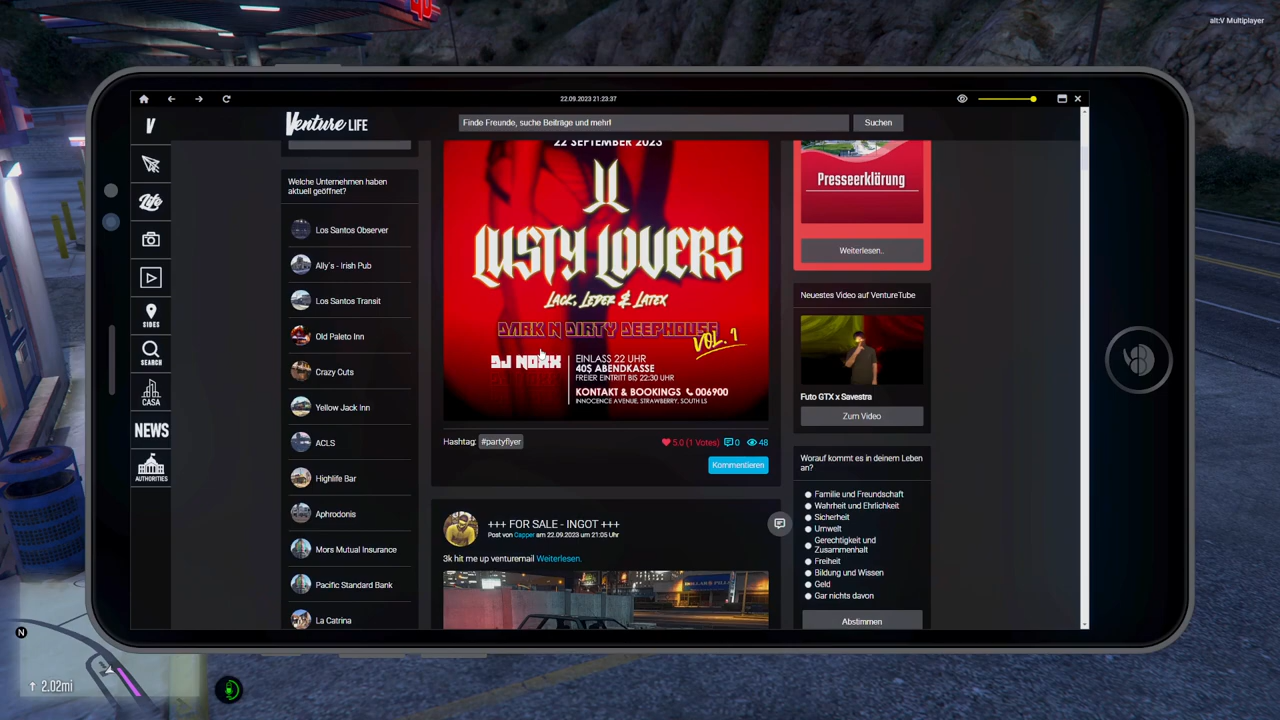 alt:V Multiplayer
22.09.2023 21:23:37
V
Venture LIFE
Finde Freunde, suche Beiträge und mehr!
Suchen
Life
SIDES
SEARCH
CASA
NEWS
AUTHORITIES
Welche Unternehmen haben
aktuell geöffnet?
Los Santos Observer
Ally's - Irish Pub
Los Santos Transit
Old Paleto Inn
Crazy Cuts
Yellow Jack Inn
ACLS
Highlife Bar
Aphrodonis
Mors Mutual Insurance
Pacific Standard Bank
La Catrina
22 SEPTEMBER 2023
LUSTY LOVERS
LACK, LEDER & LATEX
DARK N DIRTY DEEPHOUSE
VOL. 1
DJ NOXX
EINLASS 22 UHR
40$ ABENDKASSE
FREIER EINTRITT BIS 22:30 UHR
KONTAKT & BOOKINGS 006900
INNOCENCE AVENUE, STRAWBERRY, SOUTH LS
Hashtag: #partyflyer
5.0 (1 Votes) 0 48
Kommentieren
+++ FOR SALE - INGOT +++
Post von Capper am 22.09.2023 um 21:05 Uhr
3k hit me up venturemail Weiterlesen.
Presseerklärung
Weiterlesen..
Neuestes Video auf VentureTube
Futo GTX x Savestra
Zum Video
Worauf kommt es in deinem Leben
an?
Familie und Freundschaft
Wahrheit und Ehrlichkeit
Sicherheit
Umwelt
Gerechtigkeit und
Zusammenhalt
Freiheit
Bildung und Wissen
Geld
Gar nichts davon
Abstimmen
N
2.02mi